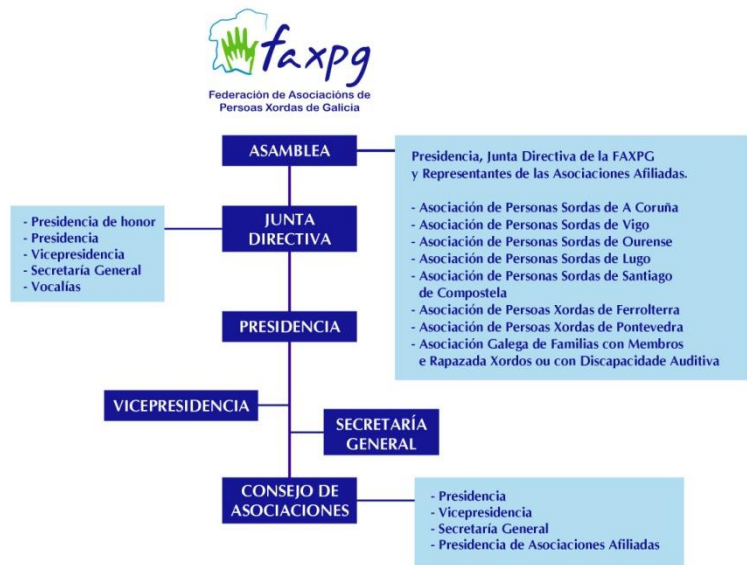 faxpg
Federación de Asociacións de
Persoas Xordas de Galicia
ASAMBLEA
Presidencia, Junta Directiva de la FAXPG
y Representantes de las Asociaciones Afiliadas.
- Asociación de Personas Sordas de A Coruña
- Asociación de Personas Sordas de Vigo
- Asociación de Personas Sordas de Ourense
- Asociación de Personas Sordas de Lugo
- Asociación de Personas Sordas de Santiago
de Compostela
- Asociación de Persoas Xordas de Ferrolterra
- Asociación de Persoas Xordas de Pontevedra
- Asociación Galega de Familias con Membros
e Rapazada Xordos ou con Discapacidade Auditiva
JUNTA
DIRECTIVA
- Presidencia de honor
- Presidencia
- Vicepresidencia
- Secretaría General
- Vocalías
PRESIDENCIA
VICEPRESIDENCIA
SECRETARÍA
GENERAL
CONSEJO DE
ASOCIACIONES
- Presidencia
- Vicepresidencia
- Secretaría General
- Presidencia de Asociaciones Afiliadas